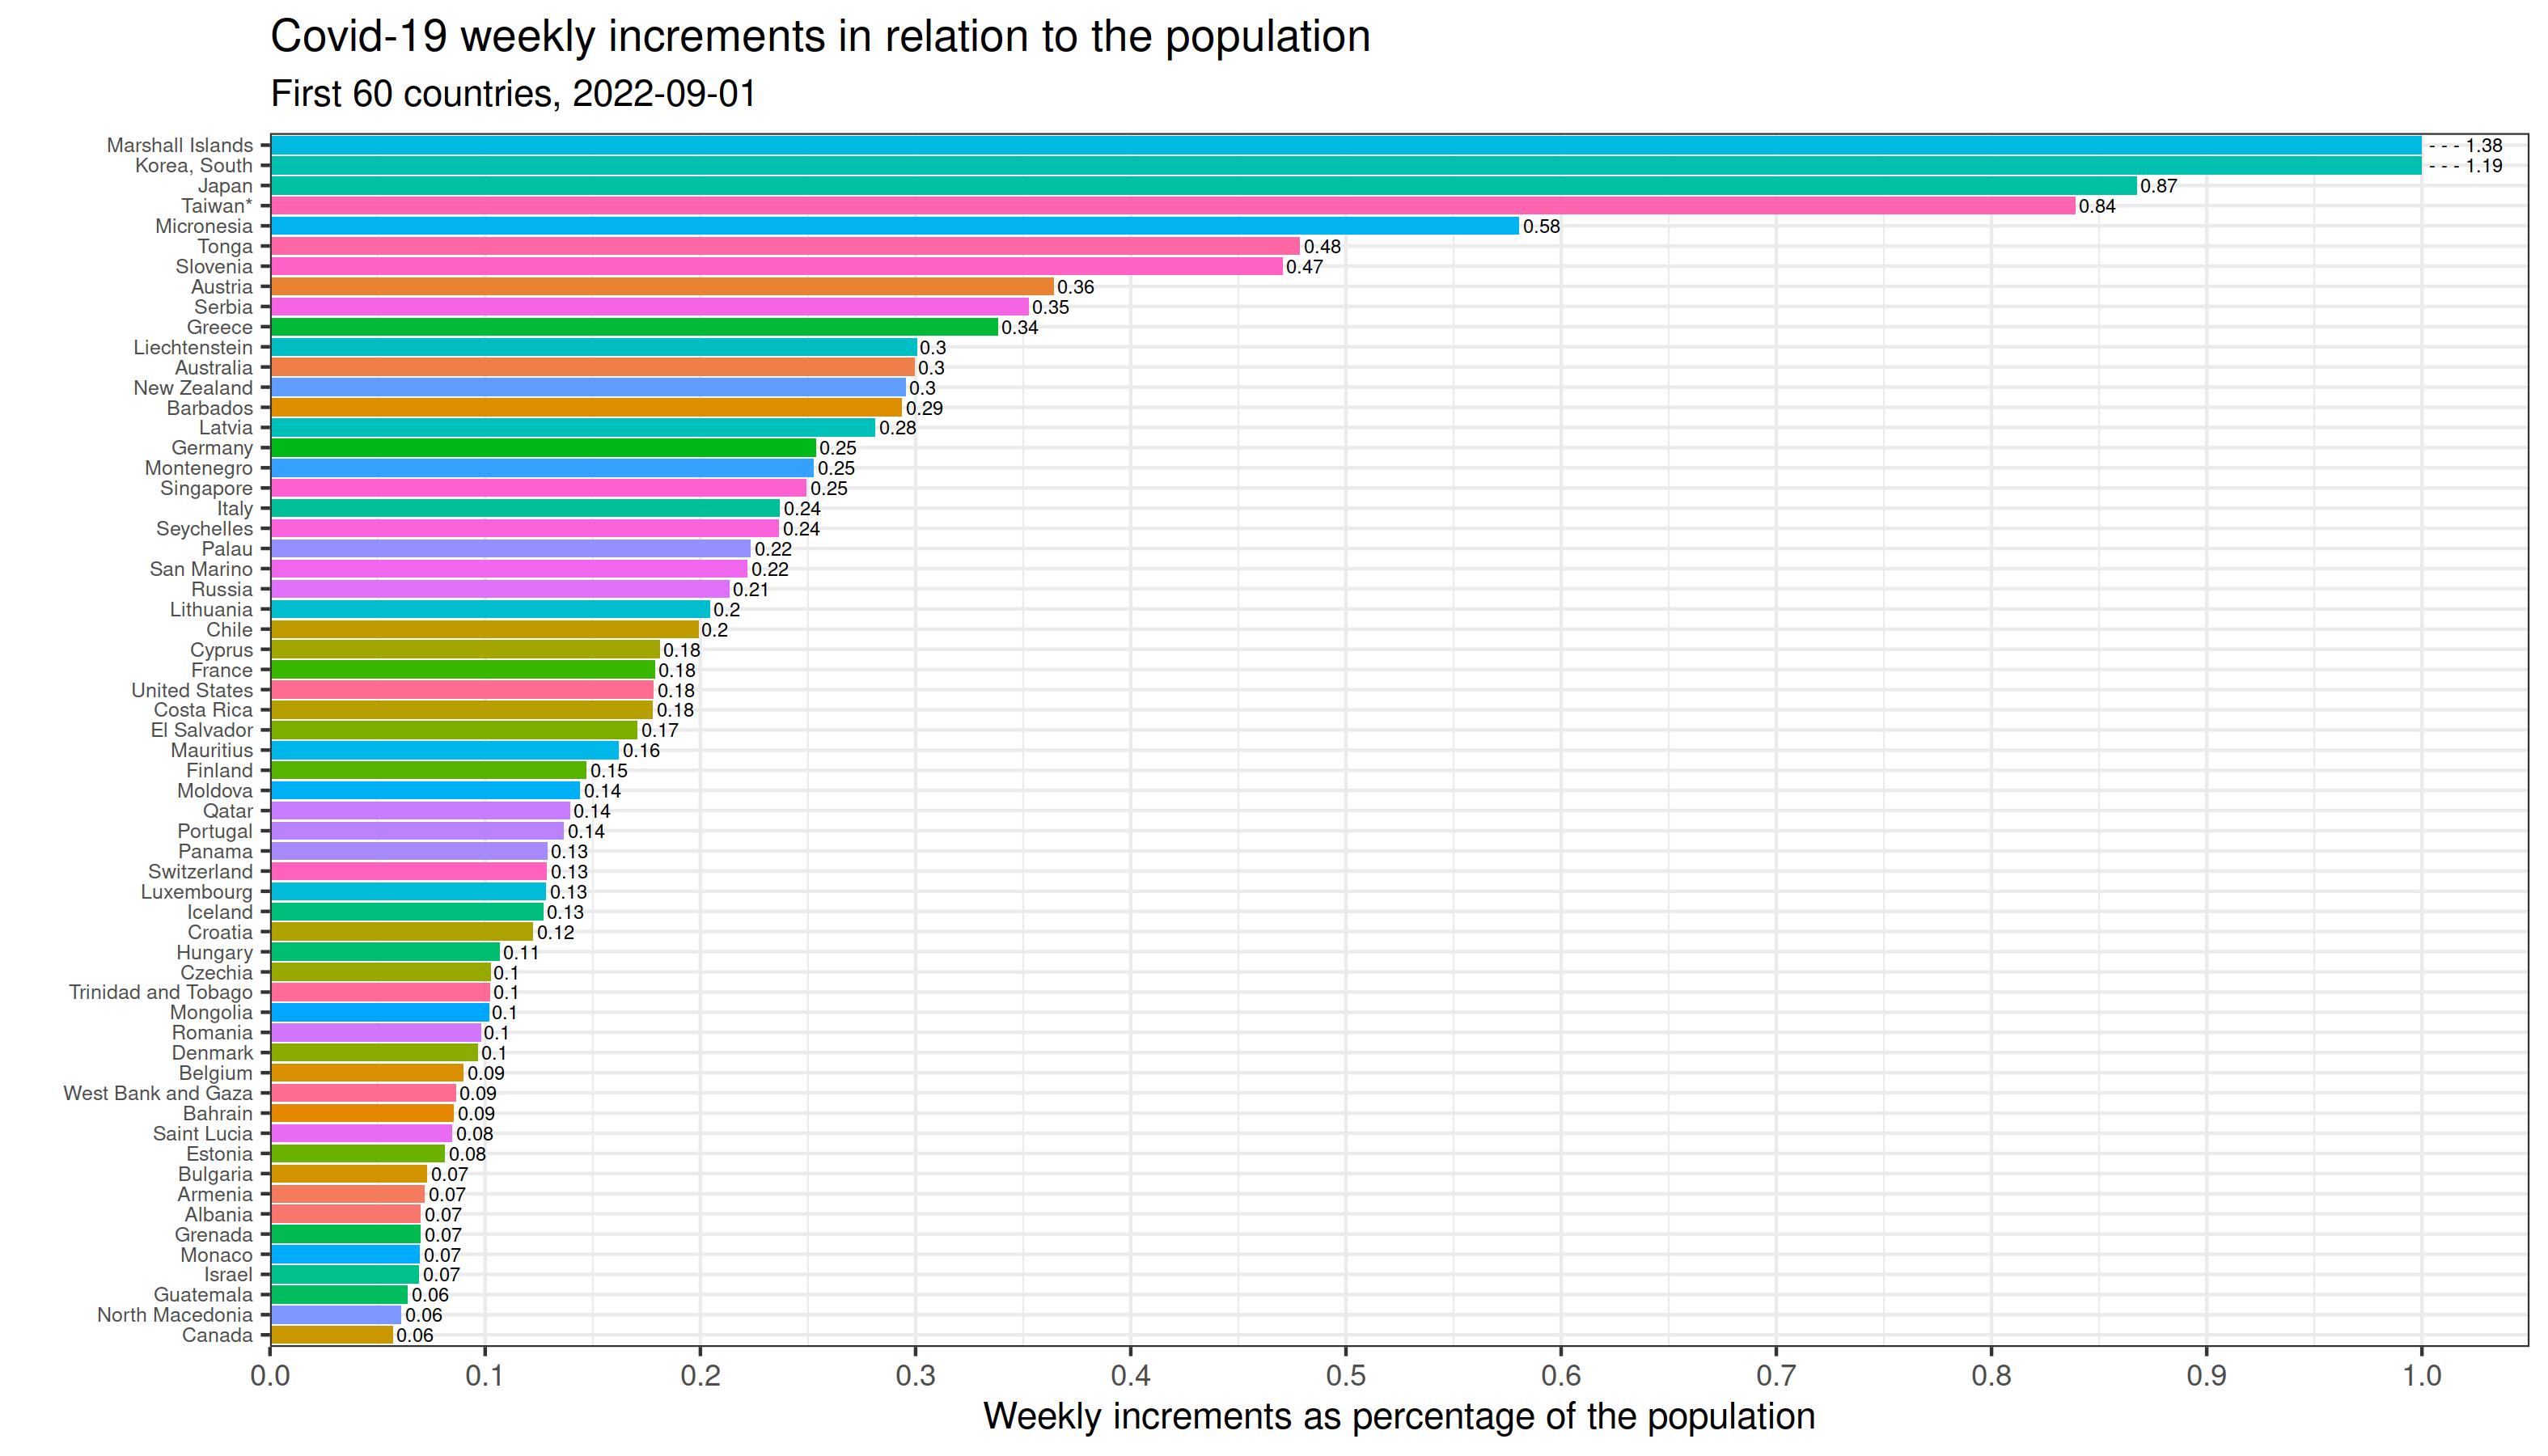 Covid-19 weekly increments in relation to the population
First 60 countries, 2022-09-01
Marshall Islands - - - 1.38
Korea, South - - - 1.19
Japan 0.87
Taiwan* 0.84
Micronesia 0.58
Tonga 0.48
Slovenia 0.47
Austria 0.36
Serbia 0.35
Greece 0.34
Liechtenstein 0.3
Australia 0.3
New Zealand 0.3
Barbados 0.29
Latvia 0.28
Germany 0.25
Montenegro 0.25
Singapore 0.25
Italy 0.24
Seychelles 0.24
Palau 0.22
San Marino 0.22
Russia 0.21
Lithuania 0.2
Chile 0.2
Cyprus 0.18
France 0.18
United States 0.18
Costa Rica 0.18
El Salvador 0.17
Mauritius 0.16
Finland 0.15
Moldova 0.14
Qatar 0.14
Portugal 0.14
Panama 0.13
Switzerland 0.13
Luxembourg 0.13
Iceland 0.13
Croatia 0.12
Hungary 0.11
Czechia 0.1
Trinidad and Tobago 0.1
Mongolia 0.1
Romania 0.1
Denmark 0.1
Belgium 0.09
West Bank and Gaza 0.09
Bahrain 0.09
Saint Lucia 0.08
Estonia 0.08
Bulgaria 0.07
Armenia 0.07
Albania 0.07
Grenada 0.07
Monaco 0.07
Israel 0.07
Guatemala 0.06
North Macedonia 0.06
Canada 0.06
0.0 0.1 0.2 0.3 0.4 0.5 0.6 0.7 0.8 0.9 1.0
Weekly increments as percentage of the population